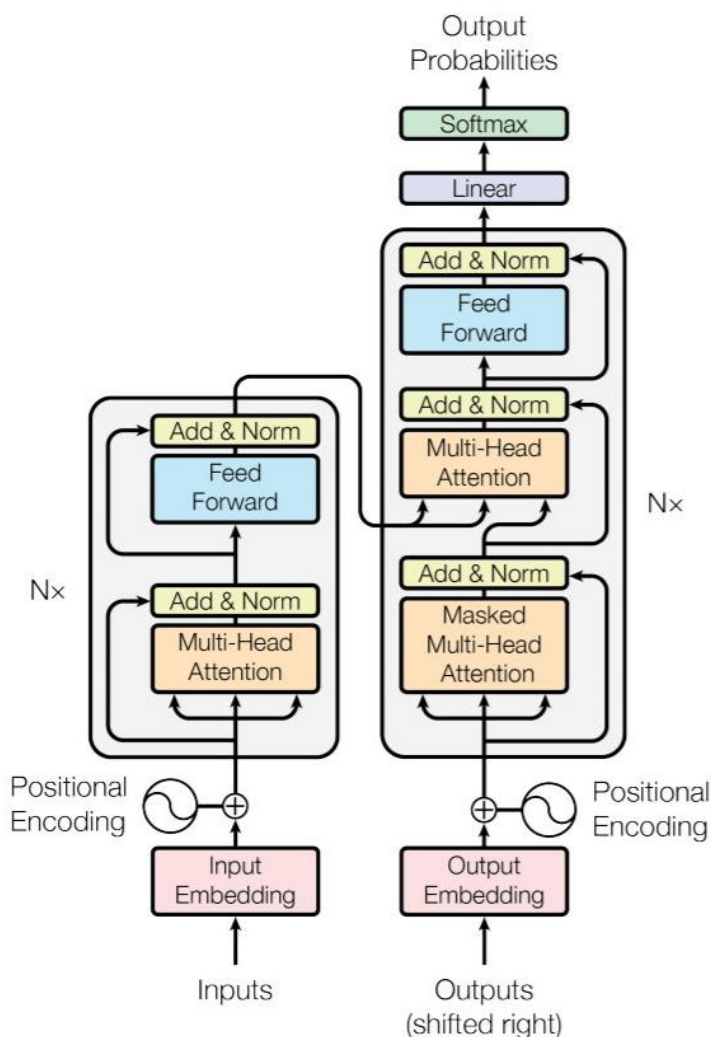 Output
Probabilities
Softmax
Linear
Add & Norm
Feed
Forward
Add & Norm
Multi-Head
Attention
Add & Norm
Masked
Multi-Head
Attention
Nx
Add & Norm
Feed
Forward
Add & Norm
Multi-Head
Attention
Nx
Positional
Encoding
Positional
Encoding
Input
Embedding
Output
Embedding
Inputs
Outputs
(shifted right)